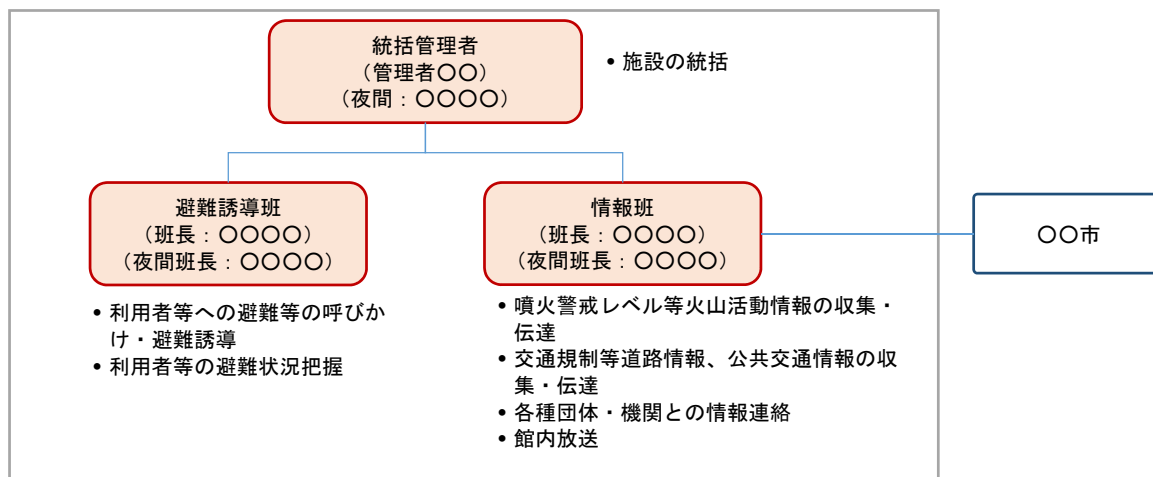 統括管理者
（管理者〇〇）
（夜間：〇〇〇〇）
• 施設の統括
避難誘導班
（班長：〇〇〇〇）
（夜間班長：〇〇〇〇）
情報班
（班長：〇〇〇〇）
（夜間班長：〇〇〇〇）
〇〇市
• 利用者等への避難等の呼びか
け・避難誘導
• 利用者等の避難状況把握
• 噴火警戒レベル等火山活動情報の収集・
伝達
• 交通規制等道路情報、公共交通情報の収
集・伝達
• 各種団体・機関との情報連絡
• 館内放送